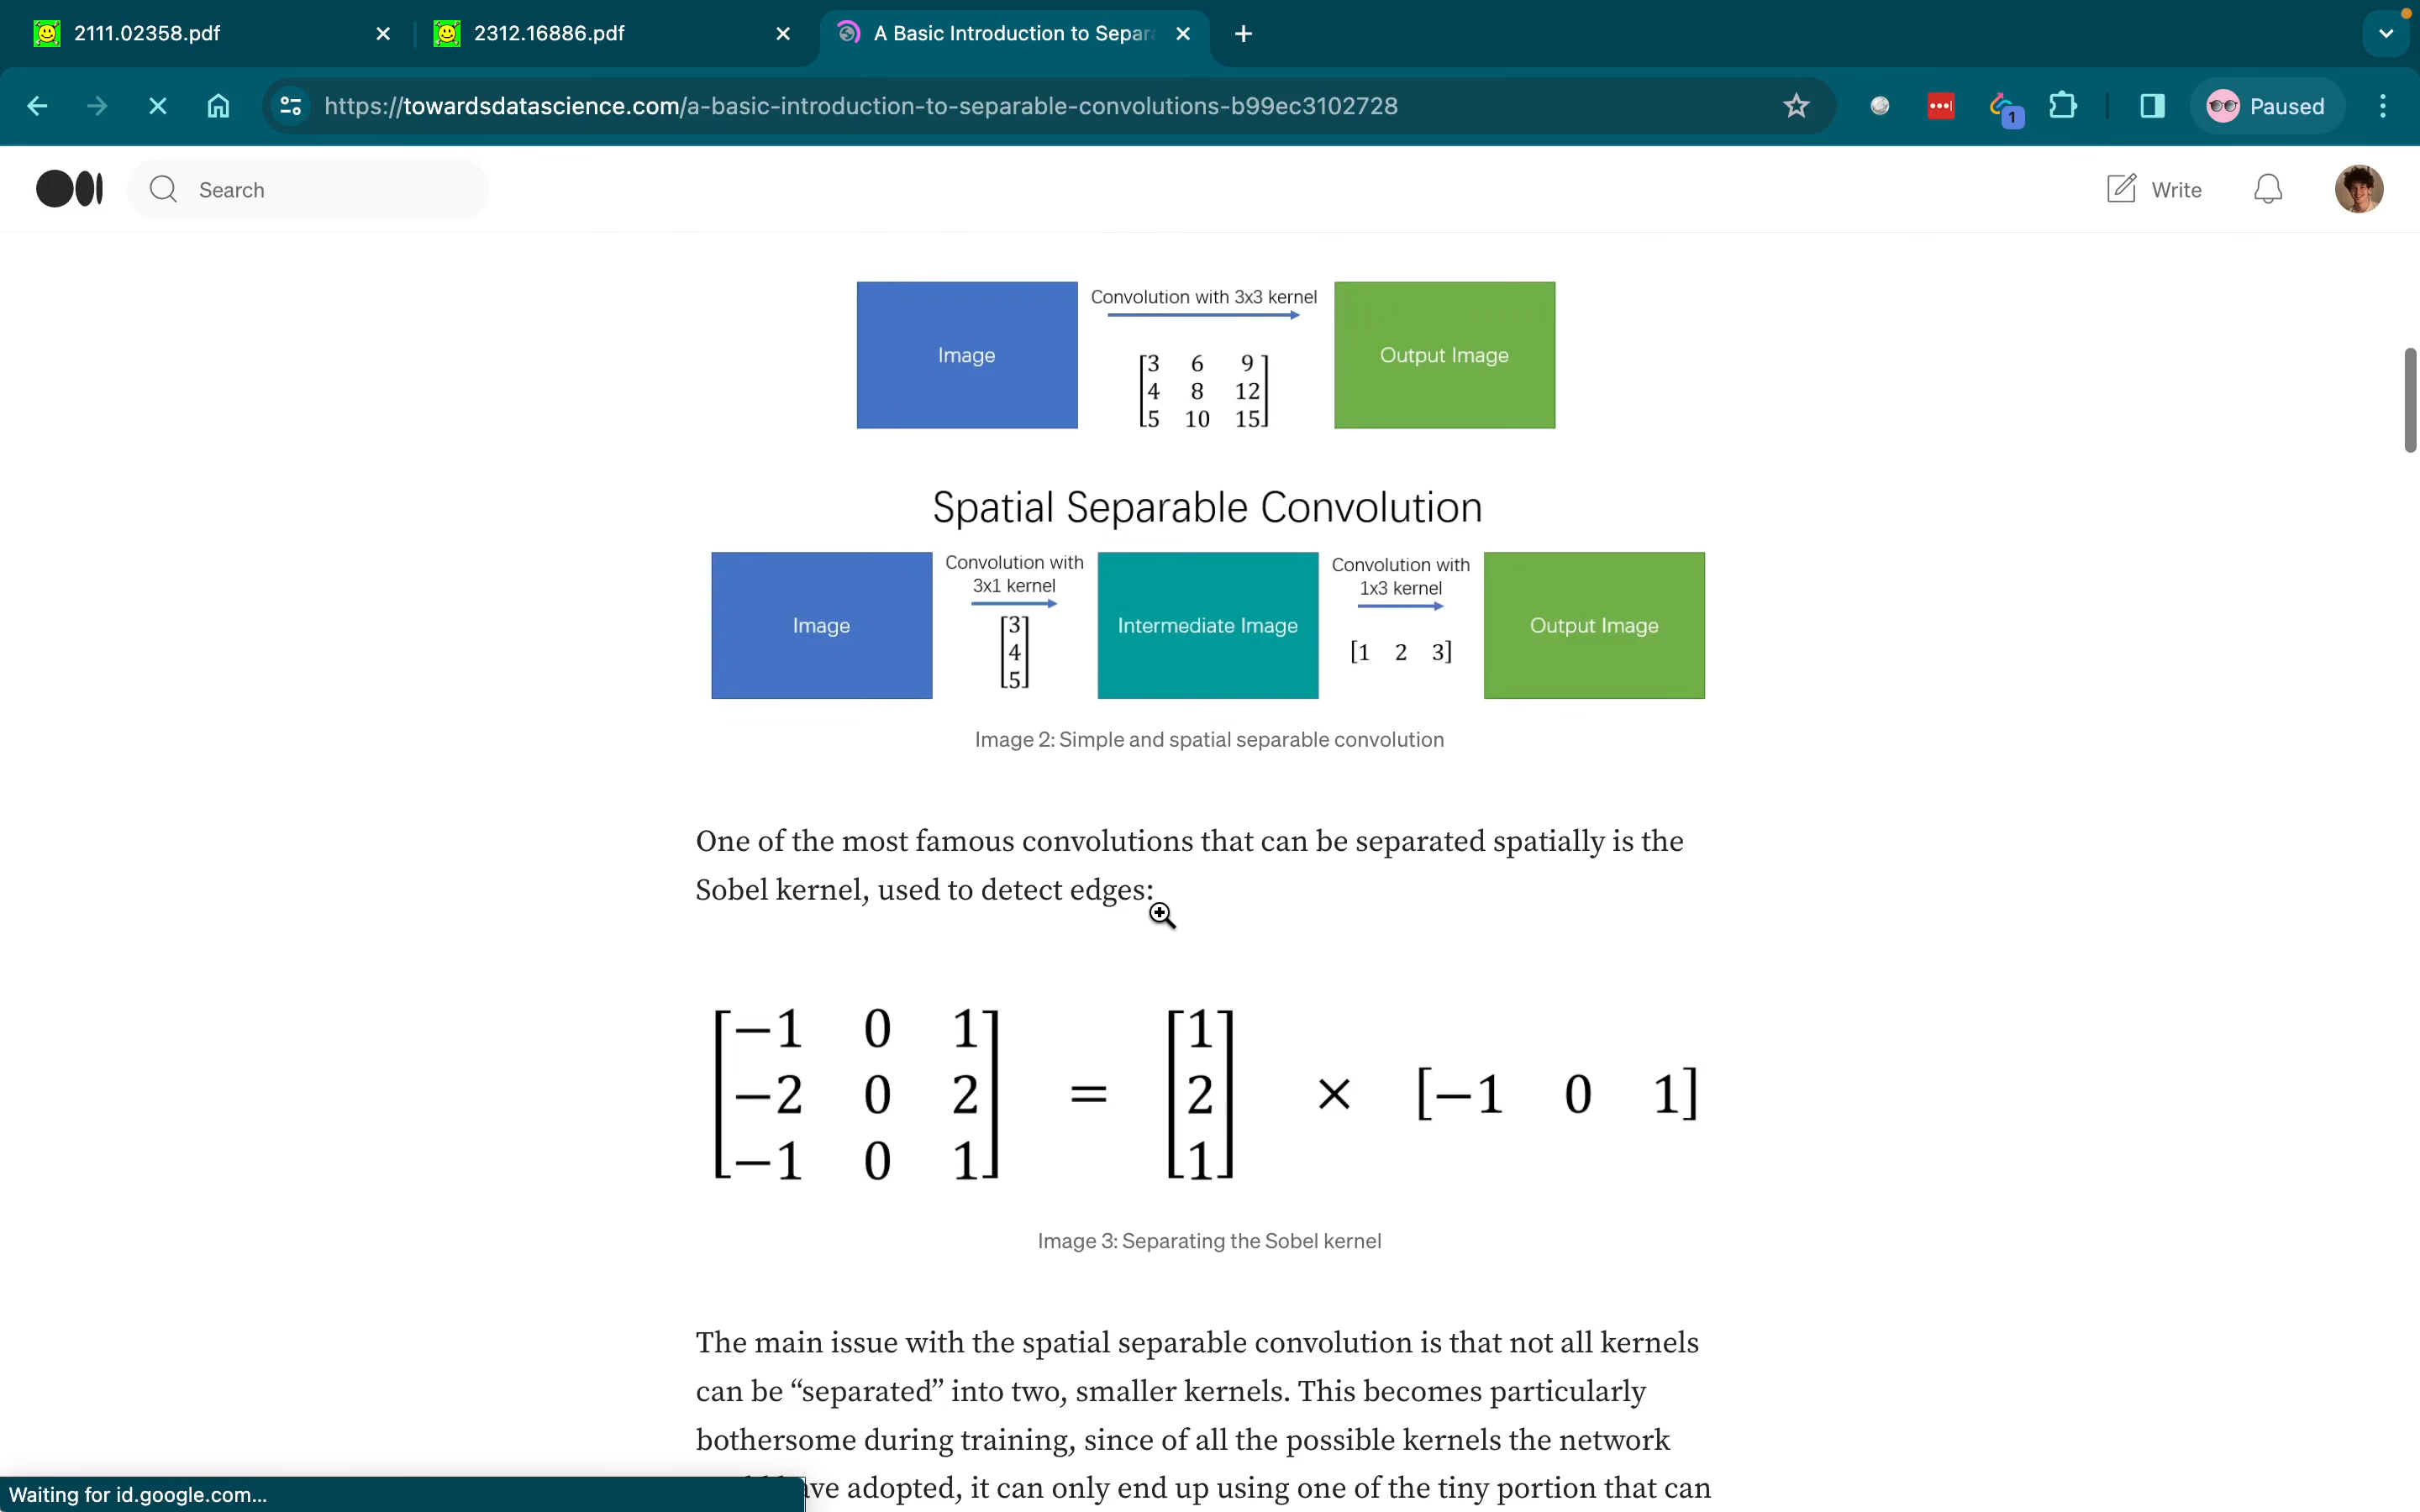 2111.02358.pdf
2312.16886.pdf
A Basic Introduction to Separ
https://towardsdatascience.com/a-basic-introduction-to-separable-convolutions-b99ec3102728
1
Paused
Search
Write
Image
Convolution with 3x3 kernel
3 6 9
4 8 12
5 10 15
Output Image
Spatial Separable Convolution
Image
Convolution with
3x1 kernel
3
4
5
Intermediate Image
Convolution with
1x3 kernel
[1 2 3]
Output Image
Image 2: Simple and spatial separable convolution
One of the most famous convolutions that can be separated spatially is the
Sobel kernel, used to detect edges:
−1 0 1
−2 0 2
−1 0 1
=
1
2
1
× [−1 0 1]
Image 3: Separating the Sobel kernel
The main issue with the spatial separable convolution is that not all kernels
can be “separated” into two, smaller kernels. This becomes particularly
bothersome during training, since of all the possible kernels the network
adopted, it can only end up using one of the tiny portion that can
Waiting for id.google.com...